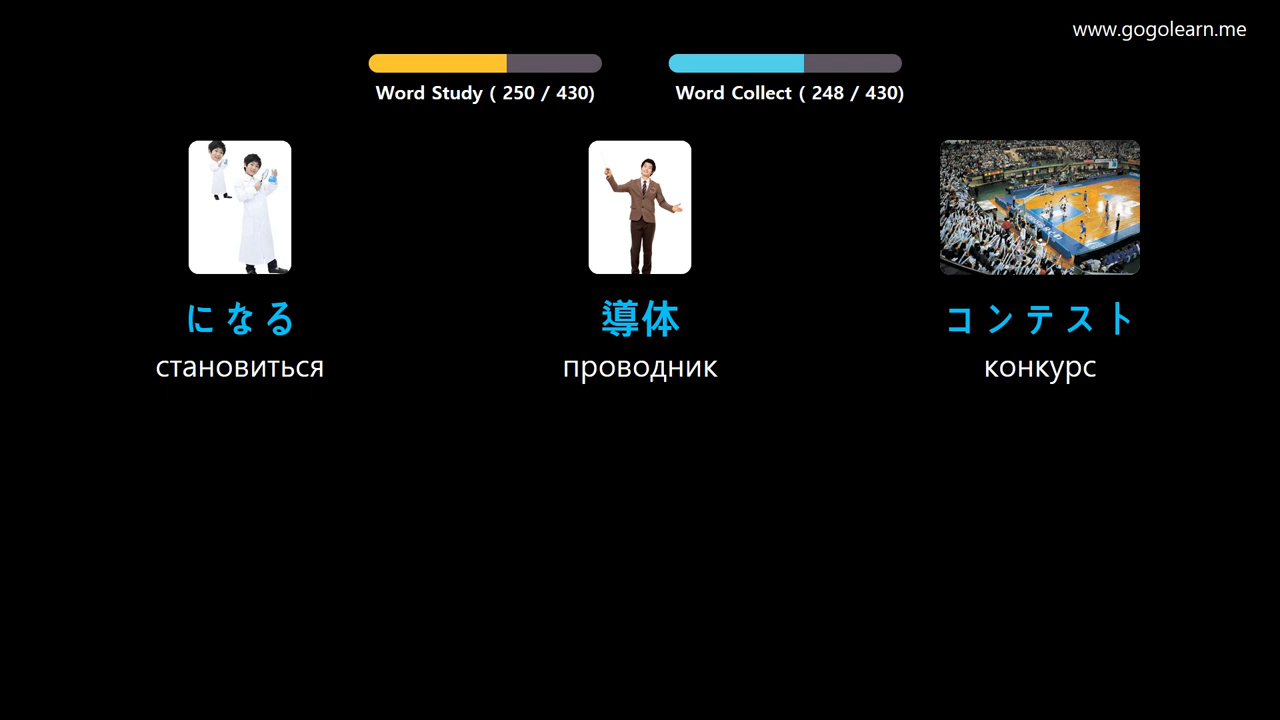 www.gogolearn.me
Word Study ( 250 / 430)
Word Collect ( 248 / 430)
になる
導体
コンテスト
становиться
проводник
конкурс